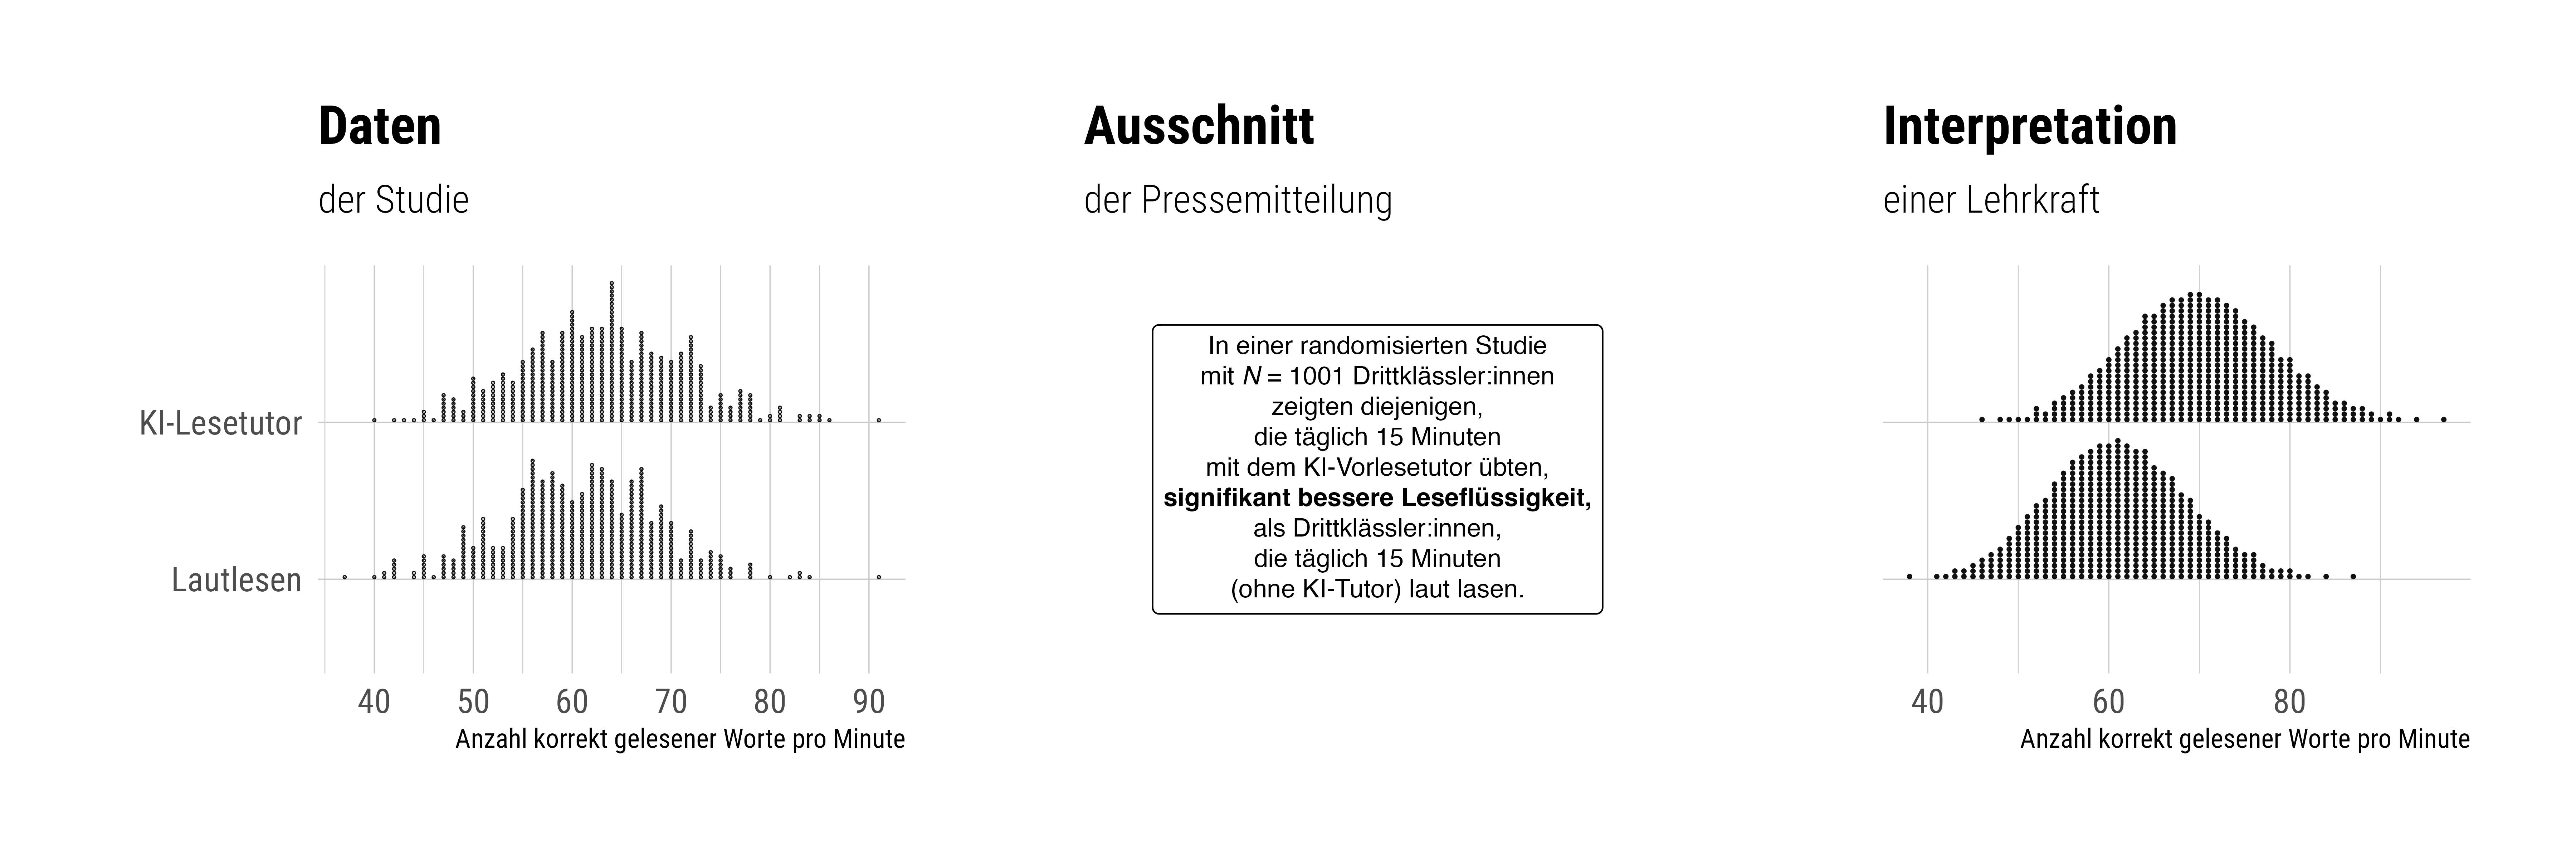 Daten
der Studie
KI-Lesetutor
Lautlesen
40 50 60 70 80 90
Anzahl korrekt gelesener Worte pro Minute
Ausschnitt
der Pressemitteilung
In einer randomisierten Studie
mit N = 1001 Drittklässler:innen
zeigten diejenigen,
die täglich 15 Minuten
mit dem KI-Vorlesetutor übten,
signifikant bessere Leseflüssigkeit,
als Drittklässler:innen,
die täglich 15 Minuten
(ohne KI-Tutor) laut lasen.
Interpretation
einer Lehrkraft
40 60 80
Anzahl korrekt gelesener Worte pro Minute